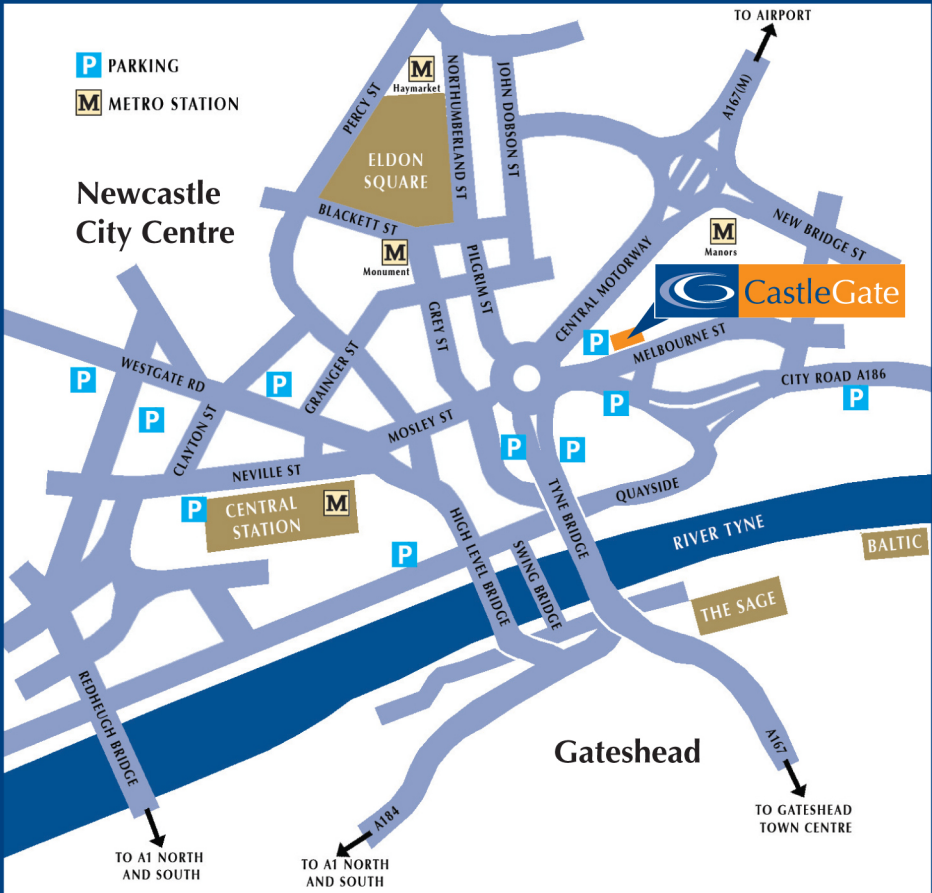 TO AIRPORT
P PARKING
M METRO STATION
M
Haymarket
PERCY ST
NORTHUMBERLAND ST
JOHN DOBSON ST
A167(M)
ELDON
SQUARE
Newcastle
City Centre
BLACKETT ST
M
Monument
PILGRIM ST
CENTRAL MOTORWAY
M
Manors
NEW BRIDGE ST
CastleGate
GREY ST
P
MELBOURNE ST
WESTGATE RD
GRAINGER ST
P
P
CITY ROAD A186
P
P
P
CLAYTON ST
MOSLEY ST
P
P
NEVILLE ST
P
CENTRAL
STATION
M
QUAYSIDE
TYNE BRIDGE
HIGH LEVEL BRIDGE
SWING BRIDGE
RIVER TYNE
BALTIC
P
THE SAGE
REDHEUGH BRIDGE
Gateshead
A167
A184
TO GATESHEAD
TOWN CENTRE
TO A1 NORTH
AND SOUTH
TO A1 NORTH
AND SOUTH